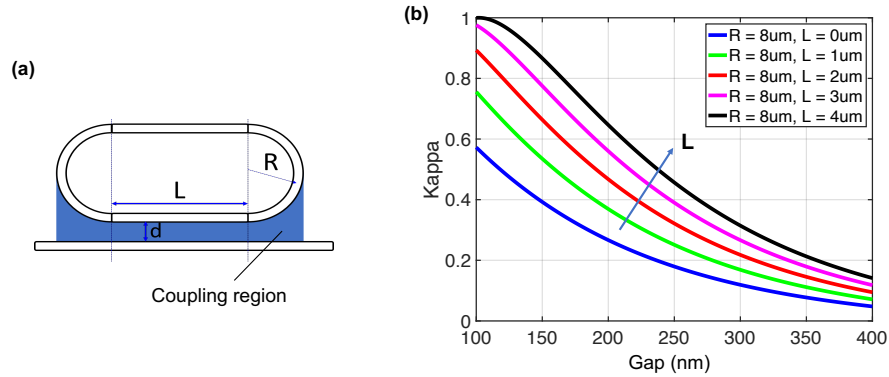 (a)
R
L
d
Coupling region
(b)
R = 8um, L = 0um
R = 8um, L = 1um
R = 8um, L = 2um
R = 8um, L = 3um
R = 8um, L = 4um
L
Kappa
1
0.8
0.6
0.4
0.2
0
100 150 200 250 300 350 400
Gap (nm)